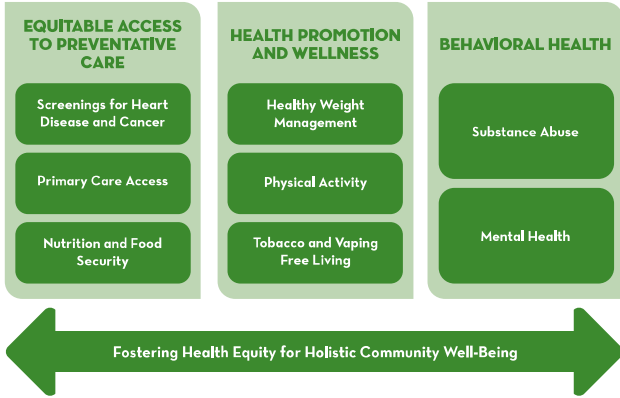 EQUITABLE ACCESS
TO PREVENTATIVE
CARE
Screenings for Heart
Disease and Cancer
Primary Care Access
Nutrition and Food
Security
HEALTH PROMOTION
AND WELLNESS
Healthy Weight
Management
Physical Activity
Tobacco and Vaping
Free Living
BEHAVIORAL HEALTH
Substance Abuse
Mental Health
Fostering Health Equity for Holistic Community Well-Being